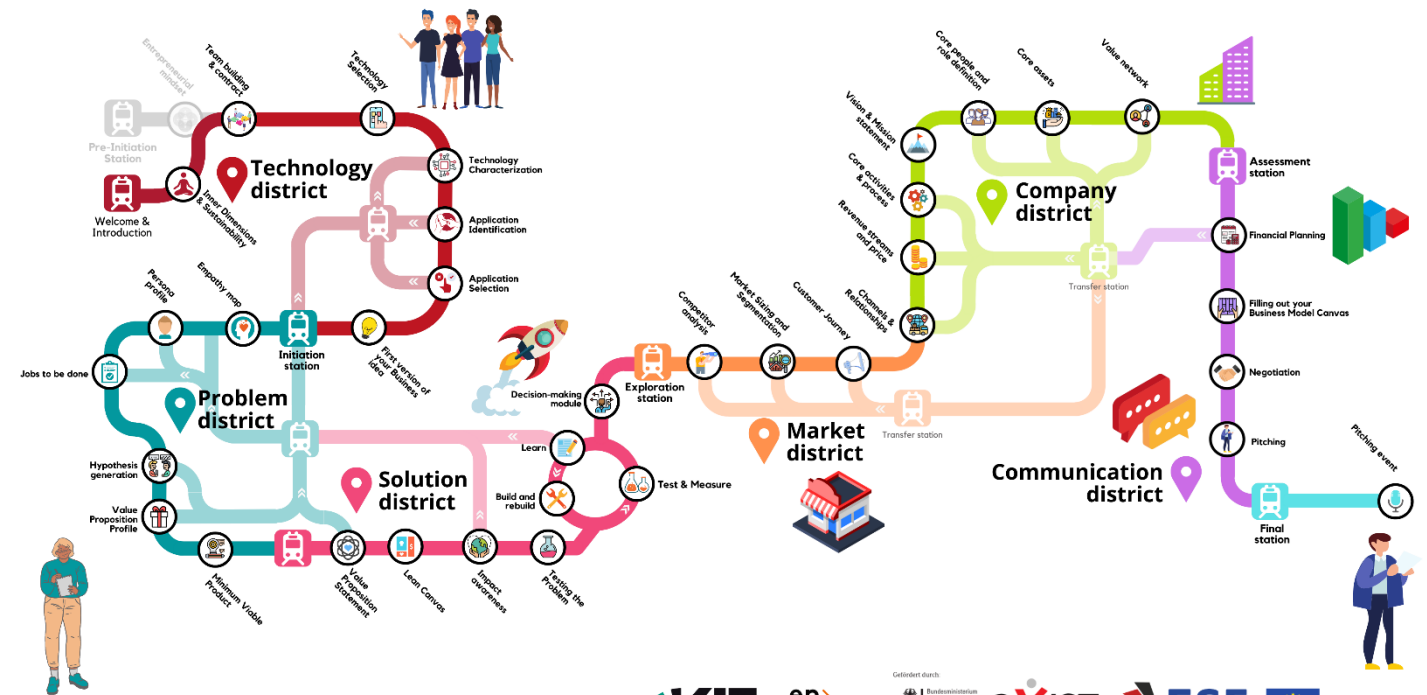 Entrepreneurial
mindset
Team building
& contract
Technology
Selection
Pre-Initiation
Station
Welcome &
Introduction
Inner Dimensions
& Sustainability
Technology
district
Technology
Characterization
Application
Identification
Application
Selection
First version of
your Business
idea
Initiation
station
Empathy map
Persona
profile
Jobs to be done
Problem
district
Hypothesis
generation
Value
Proposition
Profile
Minimum Viable
Product
Solution
district
Value
Proposition
Statement
Lean Canvas
Impact
awareness
Testing the
Problem
Test & Measure
Learn
Build and
rebuild
Decision-making
module
Exploration
station
Competitor
analysis
Market Sizing and
Segmentation
Customer Journey
Market
district
Transfer station
Channels &
Relationships
Revenue streams
and price
Core activities
& process
Vision & Mission
statement
Core people and
role definition
Core assets
Value network
Company
district
Transfer station
Assessment
station
Financial Planning
Filling out your
Business Model Canvas
Negotiation
Pitching
Communication
district
Final
station
Pitching event
Gefördert durch:
Bundesministerium